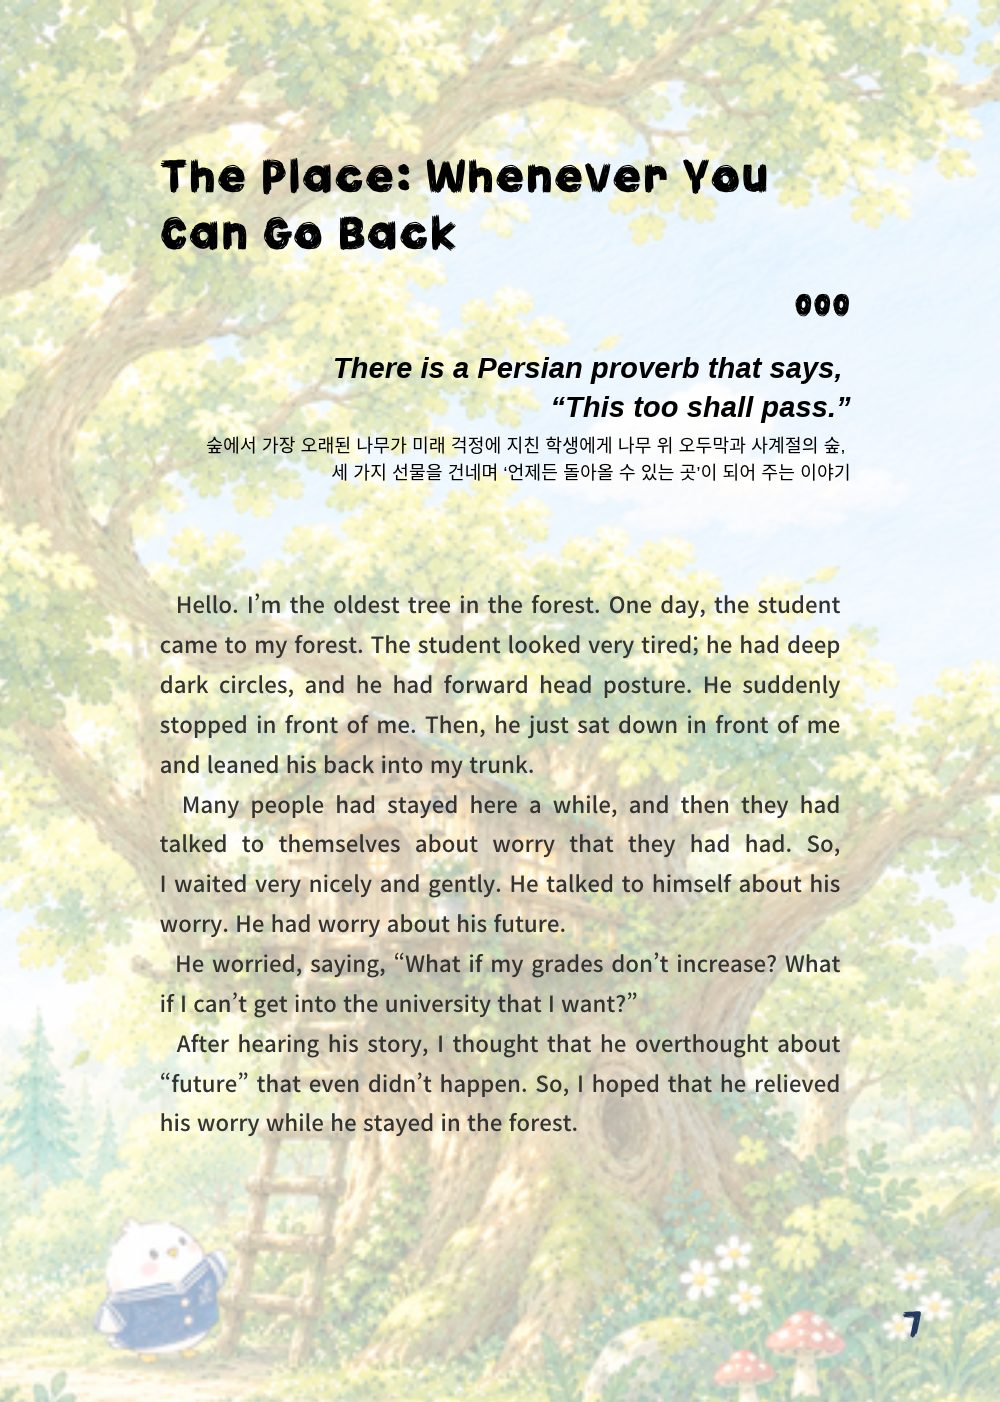 The Place: Whenever You
Can Go Back
There is a Persian proverb that says,
“This too shall pass.”
숲에서 가장 오래된 나무가 미래 걱정에 지친 학생에게 나무 위 오두막과 사계절의 숲,
세 가지 선물을 건네며 ‘언제든 돌아올 수 있는 곳’이 되어 주는 이야기
Hello. I’m the oldest tree in the forest. One day, the student
came to my forest. The student looked very tired; he had deep
dark circles, and he had forward head posture. He suddenly
stopped in front of me. Then, he just sat down in front of me
and leaned his back into my trunk.
Many people had stayed here a while, and then they had
talked to themselves about worry that they had had. So,
I waited very nicely and gently. He talked to himself about his
worry. He had worry about his future.
He worried, saying, “What if my grades don’t increase? What
if I can’t get into the university that I want?”
After hearing his story, I thought that he overthought about
“future” that even didn’t happen. So, I hoped that he relieved
his worry while he stayed in the forest.
7